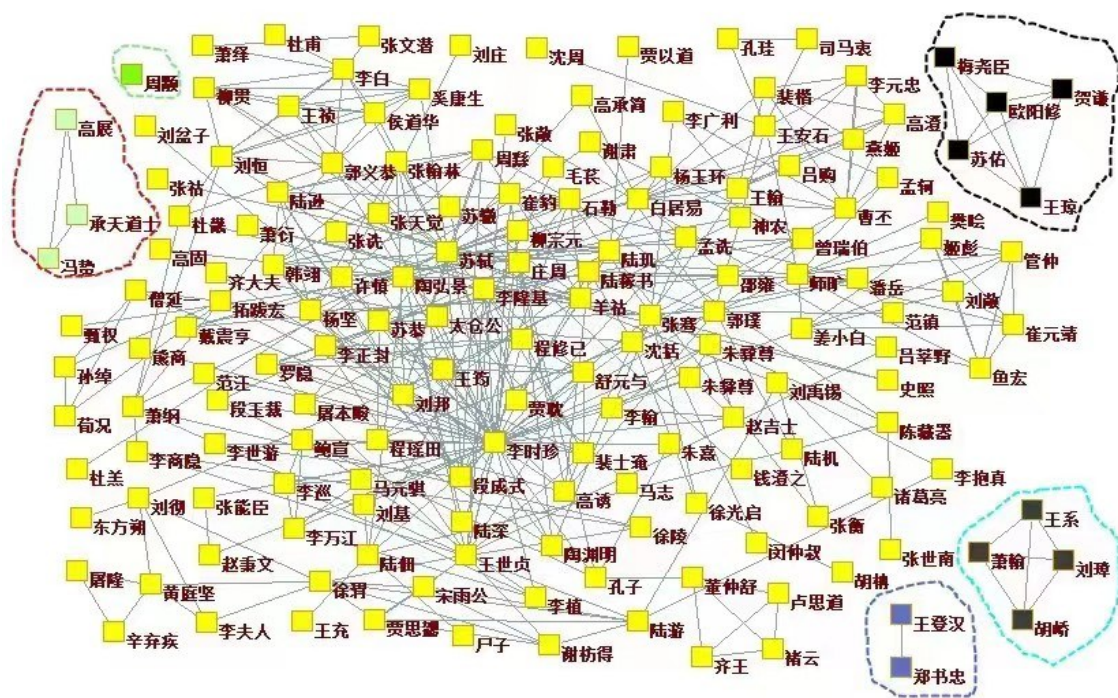 萧绎
杜甫
张文潜
刘庄
沈周
贾以道
孔珪
司马衷
梅尧臣
贺谦
欧阳修
苏佑
王琼
周颙
李白
柳贯
奚康生
王祯
侯道华
高承简
裴楷
李元忠
高澄
李广利
王安石
燕姬
高展
承天道士
冯贽
刘盆子
张敞
周彝
谢肃
刘恒
郭义恭
张翰林
毛苌
杨玉环
吕购
孟轲
张祜
陆逊
崔豹
石勒
白居易
王翰
曹丕
樊哙
杜毚
萧衍
张天觉
苏辙
柳宗元
神农
张诜
孟诜
曾瑞伯
姬彪
管仲
高固
苏轼
庄周
陆玑
齐大夫
韩翊
许慎
陶弘景
陆称书
邵雍
师旷
潘岳
刘敞
李隆基
羊祜
僧延一
拓跋宏
杨坚
苏恭
太仓公
张骞
郭璞
范镇
崔元靖
甄权
戴震亨
姜小白
程修已
沈括
朱彝尊
吕莘野
熊商
李正封
孙绰
罗隐
王筠
舒元与
鱼宏
范汪
朱彝尊
刘禹锡
史照
荀况
萧纲
段玉裁
屠本畯
刘邦
贾耽
李翰
赵吉士
陈藏器
李商隐
李世游
鲍宣
程瑶田
李时珍
裴士淹
朱熹
陆机
杜羔
李巡
马元骐
段成式
高诱
马志
钱澄之
李抱真
诸葛亮
刘彻
张能臣
刘基
徐光启
东方朔
李万江
陆深
徐陵
张衡
王系
赵秉文
陆佃
王世贞
陶渊明
闵仲叔
张世南
萧翰
刘璋
屠隆
黄庭坚
徐渭
宋雨公
李植
孔子
董仲舒
胡椟
卢思道
王登汉
胡峤
辛弃疾
李夫人
王充
贾思勰
尸子
谢枋得
陆游
齐王
褚云
郑书忠